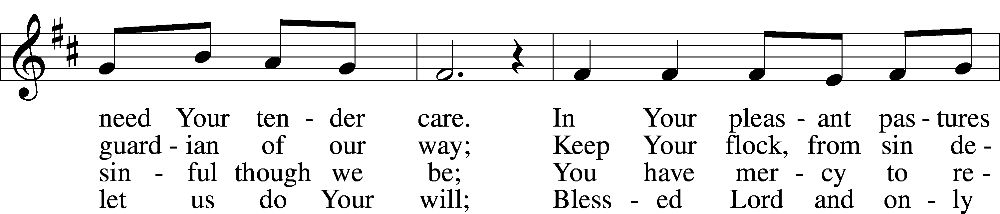 need Your ten - der care. In Your pleas - ant pas - tures
guard - ian of our way; Keep Your flock, from sin de -
sin - ful though we be; You have mer - cy to re -
let us do Your will; Bless - ed Lord and on - ly